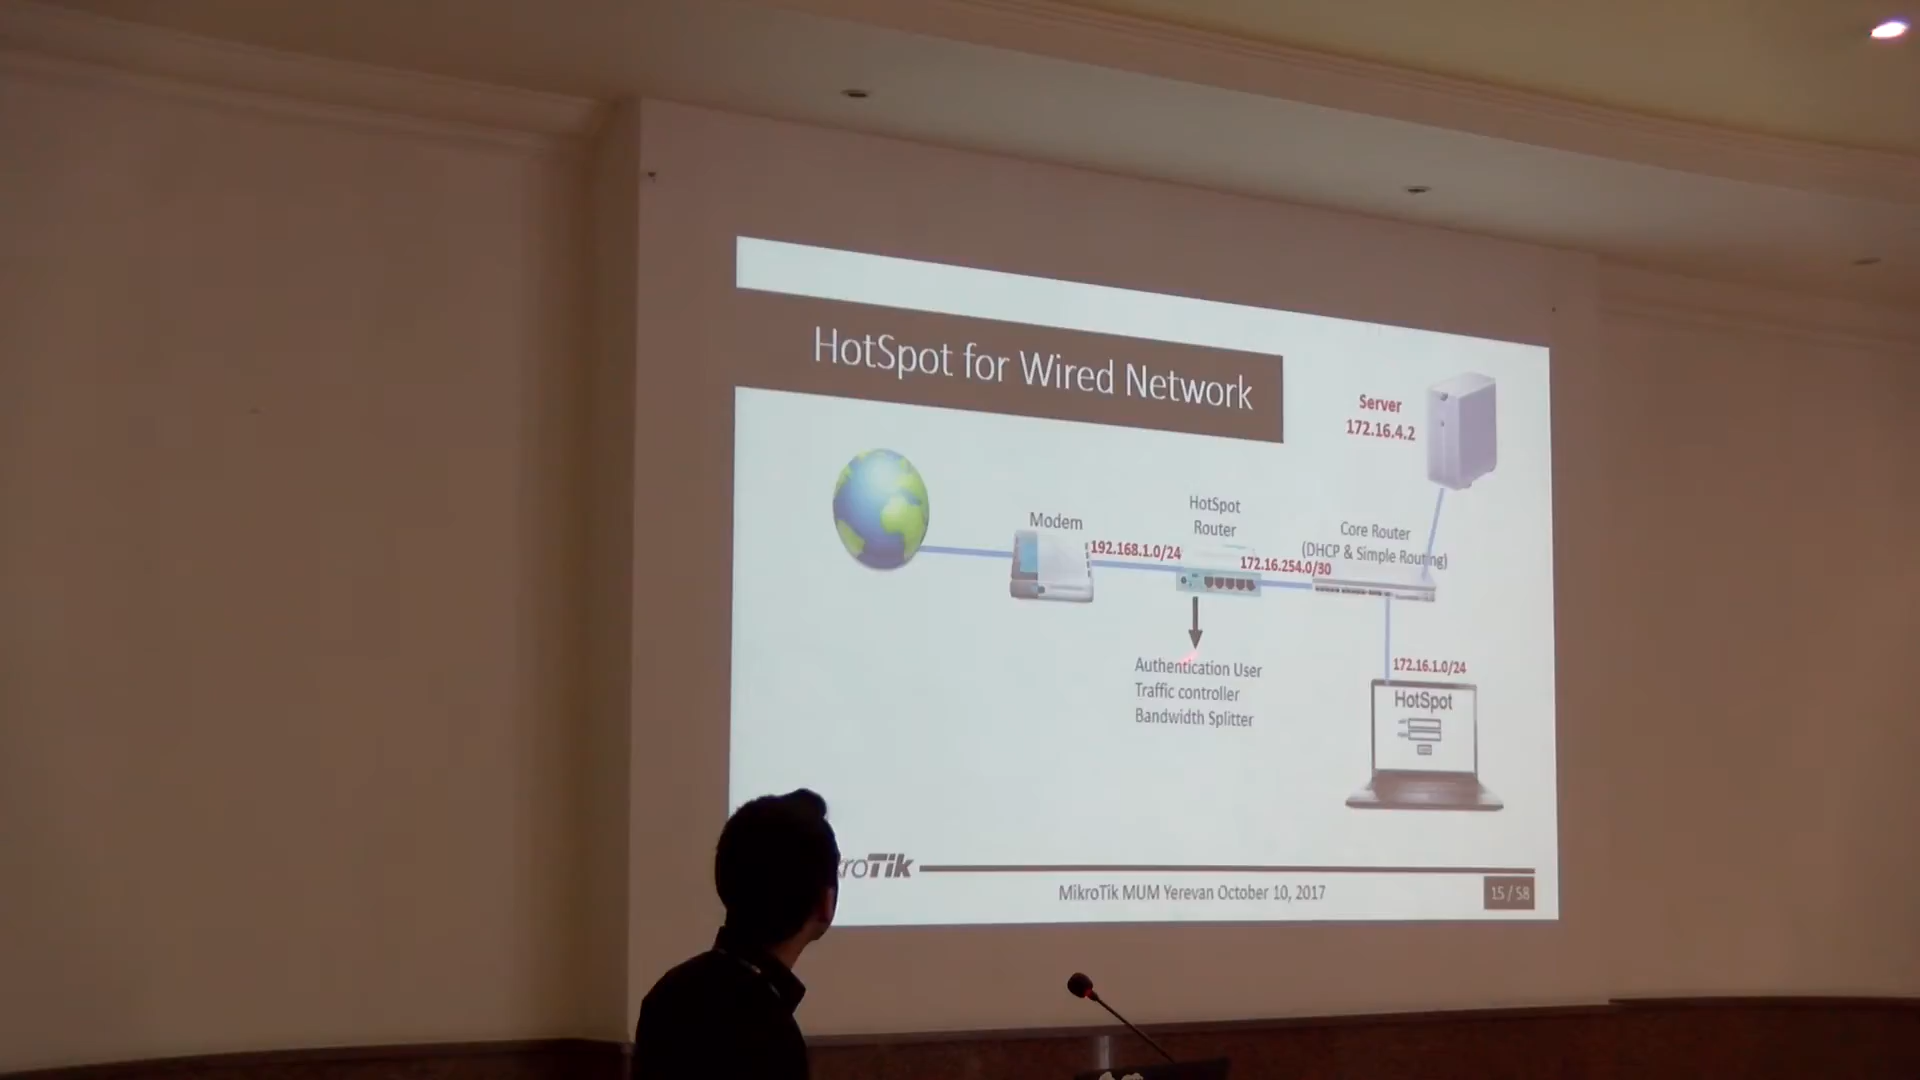 HotSpot for Wired Network
Server
172.16.4.2
HotSpot
Router
Modem
192.168.1.0/24
Core Router
(DHCP & Simple Routing)
172.16.254.0/30
Authentication User
Traffic controller
Bandwidth Splitter
172.16.1.0/24
HotSpot
kroTik
MikroTik MUM Yerevan October 10, 2017
15 / 58